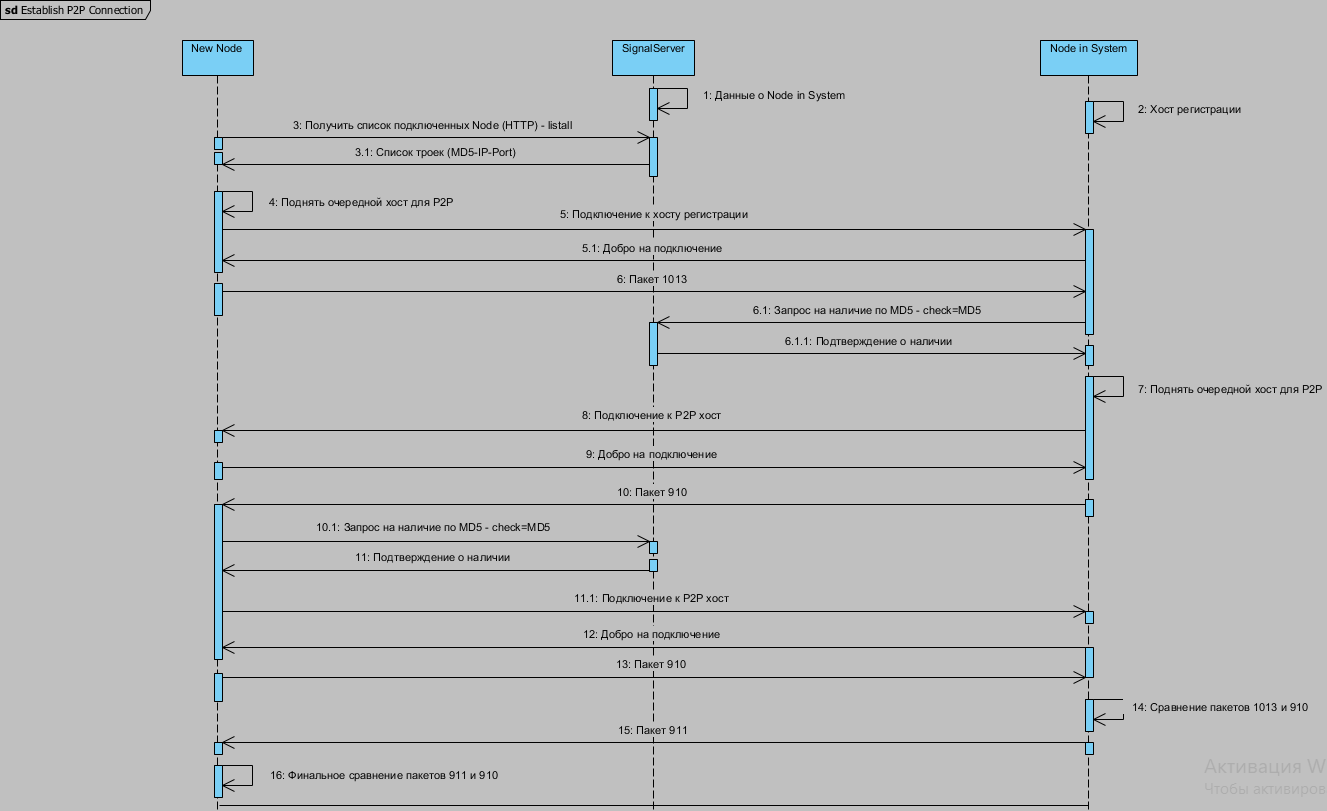 sd Establish P2P Connection
New Node
SignalServer
Node in System
1: Данные о Node in System
2: Хост регистрации
3: Получить список подключенных Node (HTTP) - listall
3.1: Список троек (MD5-IP-Port)
4: Поднять очередной хост для P2P
5: Подключение к хосту регистрации
5.1: Добро на подключение
6: Пакет 1013
6.1: Запрос на наличие по MD5 - check=MD5
6.1.1: Подтверждение о наличии
7: Поднять очередной хост для P2P
8: Подключение к P2P хост
9: Добро на подключение
10: Пакет 910
10.1: Запрос на наличие по MD5 - check=MD5
11: Подтверждение о наличии
11.1: Подключение к P2P хост
12: Добро на подключение
13: Пакет 910
14: Сравнение пакетов 1013 и 910
15: Пакет 911
16: Финальное сравнение пакетов 911 и 910
Активация W
Чтобы активиров